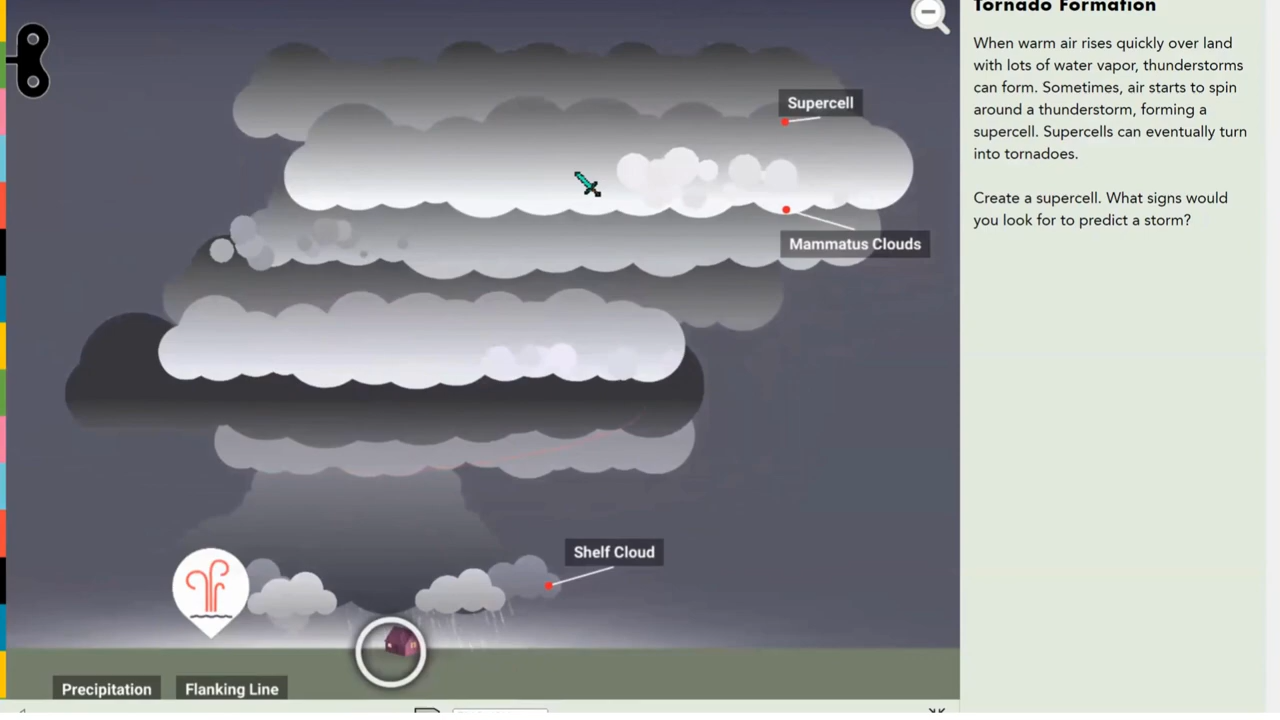 Tornado Formation
When warm air rises quickly over land
with lots of water vapor, thunderstorms
can form. Sometimes, air starts to spin
around a thunderstorm, forming a
supercell. Supercells can eventually turn
into tornadoes.
Create a supercell. What signs would
you look for to predict a storm?
Supercell
Mammatus Clouds
Shelf Cloud
Precipitation
Flanking Line